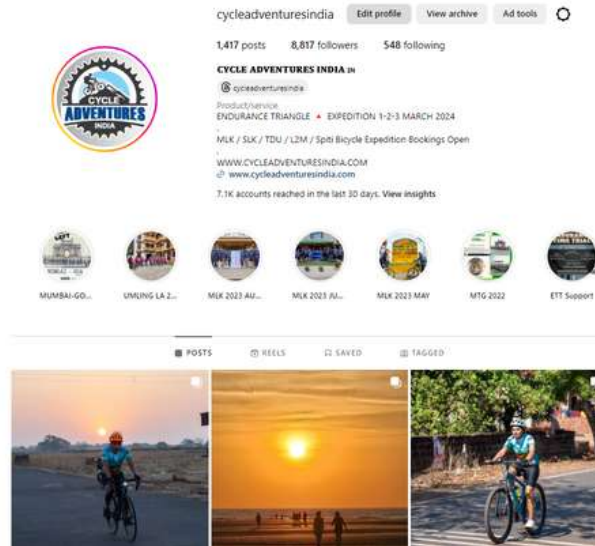 cycleadventuresindia Edit profile View archive Ad tools
1,417 posts 8,817 followers 548 following
CYCLE ADVENTURES INDIA IN
cycleadventuresindia
Product/service
ENDURANCE TRIANGLE 🔺 EXPEDITION 1-2-3 MARCH 2024
.
MLK / SLK / TDU / L2M / Spiti Bicycle Expedition Bookings Open
.
WWW.CYCLEADVENTURESINDIA.COM
www.cycleadventuresindia.com
7.1K accounts reached in the last 30 days. View insights
CYCLE
ADVENTURES
INDIA
MUMBAI-GO... UMLING LA 2... MLK 2023 AU... MLK 2023 JU... MLK 2023 MAY MTG 2022 ETT Support
POSTS REELS SAVED TAGGED